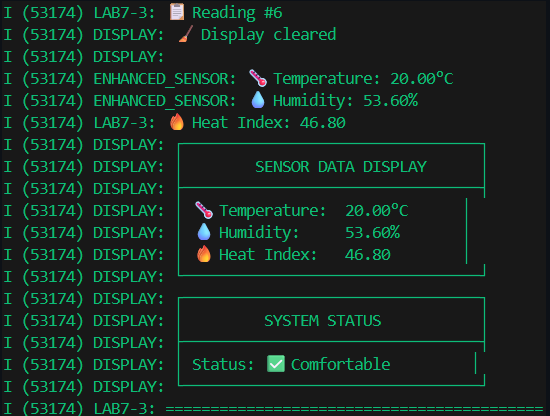 I (53174) LAB7-3: 📋 Reading #6
I (53174) DISPLAY: 🧹 Display cleared
I (53174) DISPLAY:
I (53174) ENHANCED_SENSOR: 🌡️ Temperature: 20.00°C
I (53174) ENHANCED_SENSOR: 💧 Humidity: 53.60%
I (53174) LAB7-3: 🔥 Heat Index: 46.80
I (53174) DISPLAY:
I (53174) DISPLAY: SENSOR DATA DISPLAY
I (53174) DISPLAY:
I (53174) DISPLAY: 🌡️ Temperature: 20.00°C
I (53174) DISPLAY: 💧 Humidity: 53.60%
I (53174) DISPLAY: 🔥 Heat Index: 46.80
I (53174) DISPLAY:
I (53174) DISPLAY:
I (53174) DISPLAY: SYSTEM STATUS
I (53174) DISPLAY:
I (53174) DISPLAY: Status: ✅ Comfortable
I (53174) DISPLAY:
I (53174) LAB7-3: ==========================================